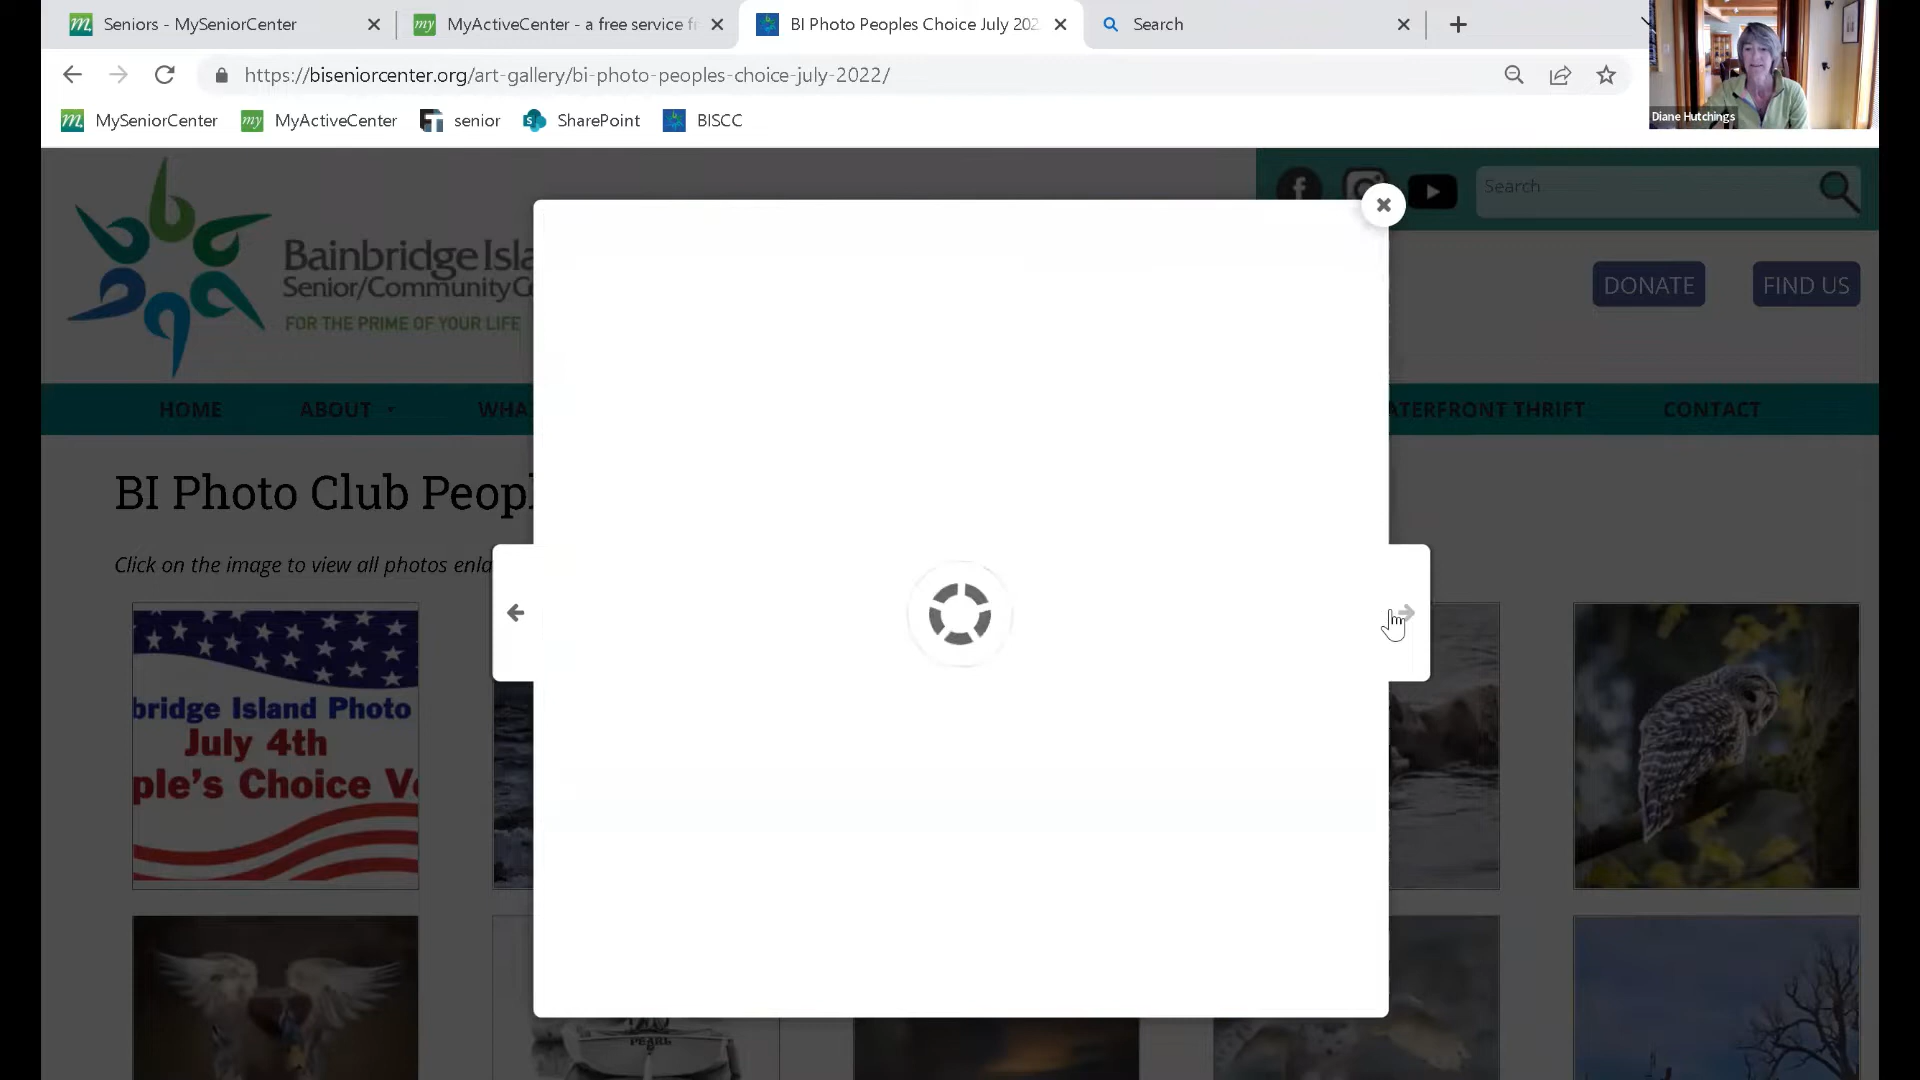 Seniors - MySeniorCenter
MyActiveCenter - a free service f
BI Photo Peoples Choice July 202
Search
https://biseniorcenter.org/art-gallery/bi-photo-peoples-choice-july-2022/
MySeniorCenter
MyActiveCenter
senior
SharePoint
BISCC
Diane Hutchings
Search
Bainbridge Isla
Senior/Community Ce
FOR THE PRIME OF YOUR LIFE
DONATE
FIND US
HOME
ABOUT
WHA
ATERFRONT THRIFT
CONTACT
BI Photo Club Peopl
Click on the image to view all photos enla
bridge Island Photo
July 4th
ple's Choice V
PEARL